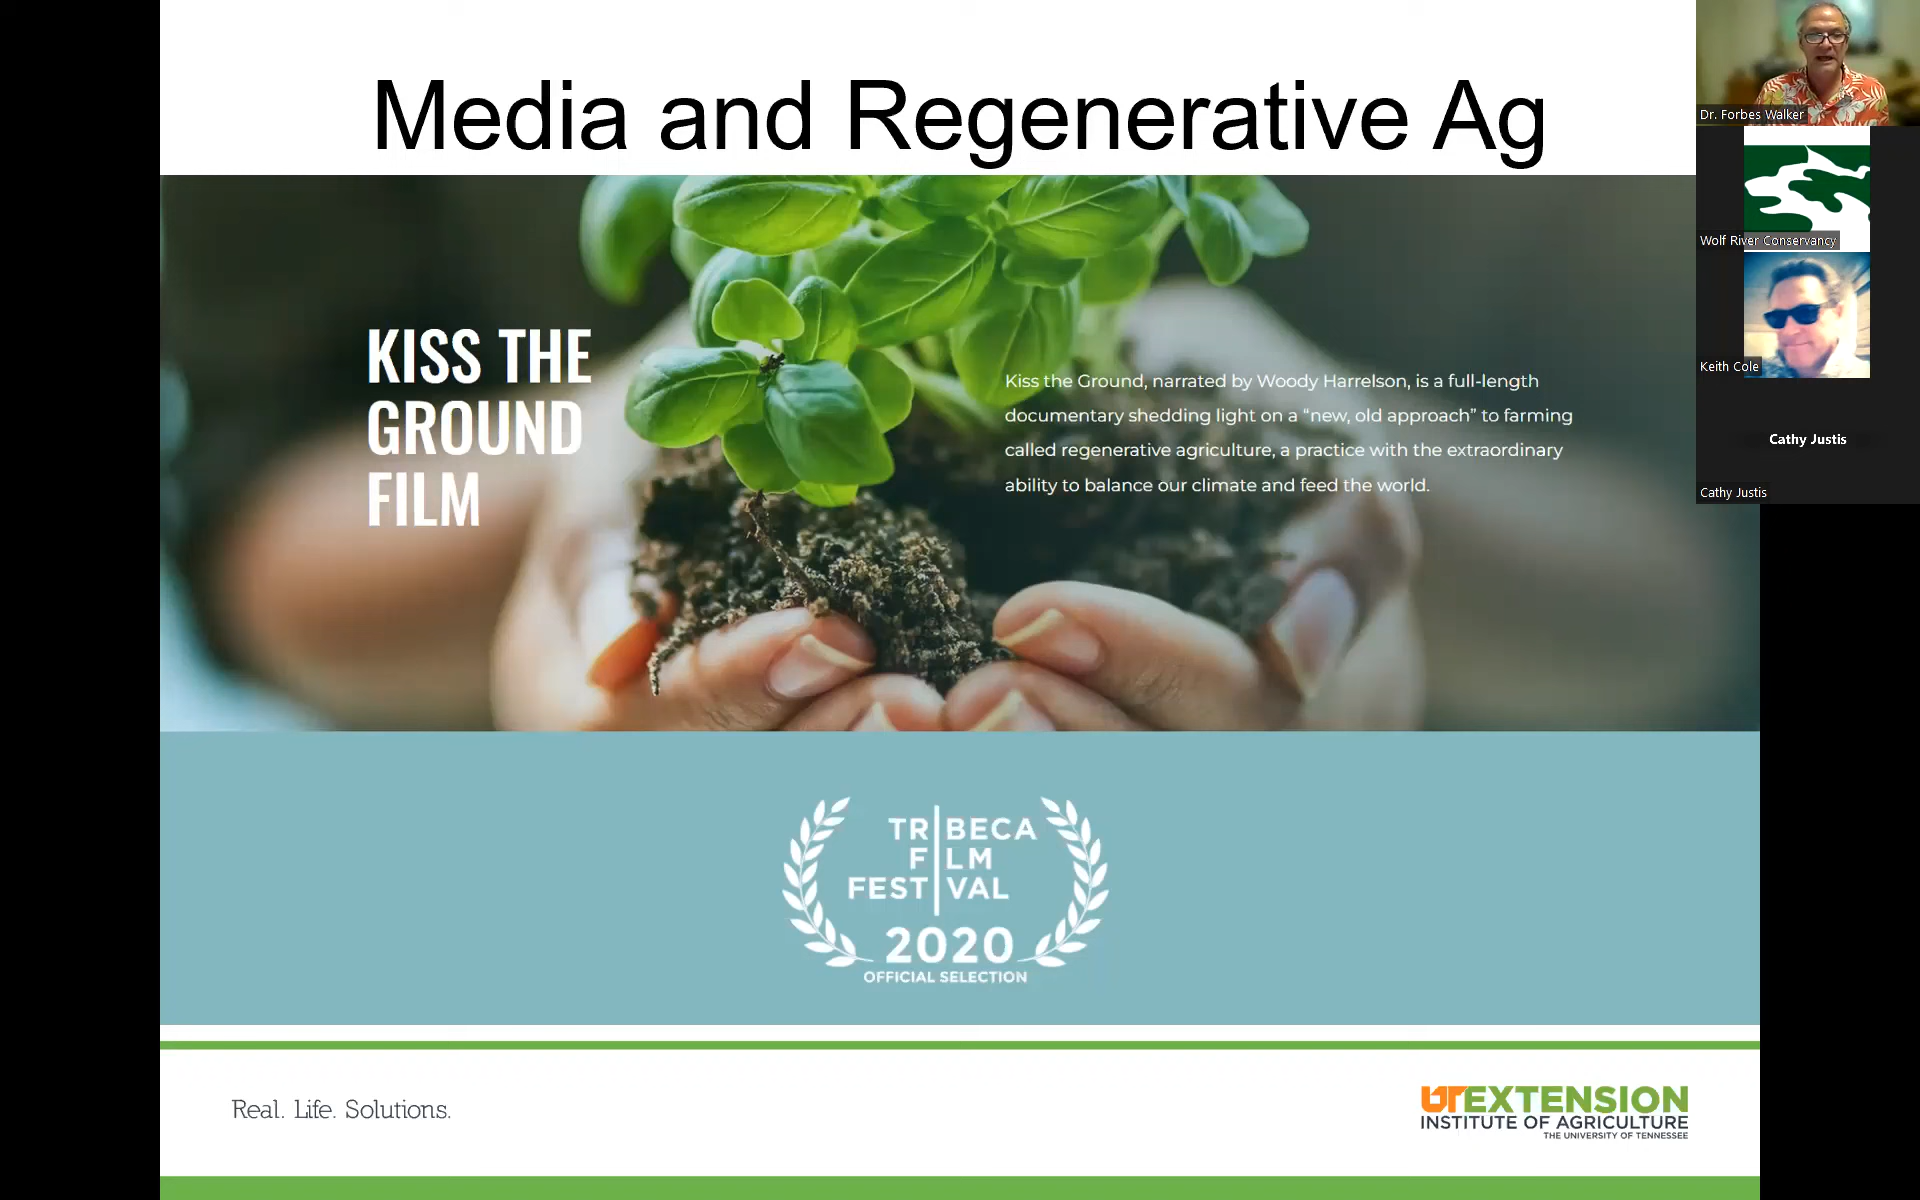 Media and Regenerative Ag
KISS THE
GROUND
FILM
Kiss the Ground, narrated by Woody Harrelson, is a full-length
documentary shedding light on a “new, old approach” to farming
called regenerative agriculture, a practice with the extraordinary
ability to balance our climate and feed the world.
TRIBECA
FILM
FESTIVAL
2020
OFFICIAL SELECTION
Real. Life. Solutions.
UTEXTENSION
INSTITUTE OF AGRICULTURE
THE UNIVERSITY OF TENNESSEE
Dr. Forbes Walker
Wolf River Conservancy
Keith Cole
Cathy Justis
Cathy Justis